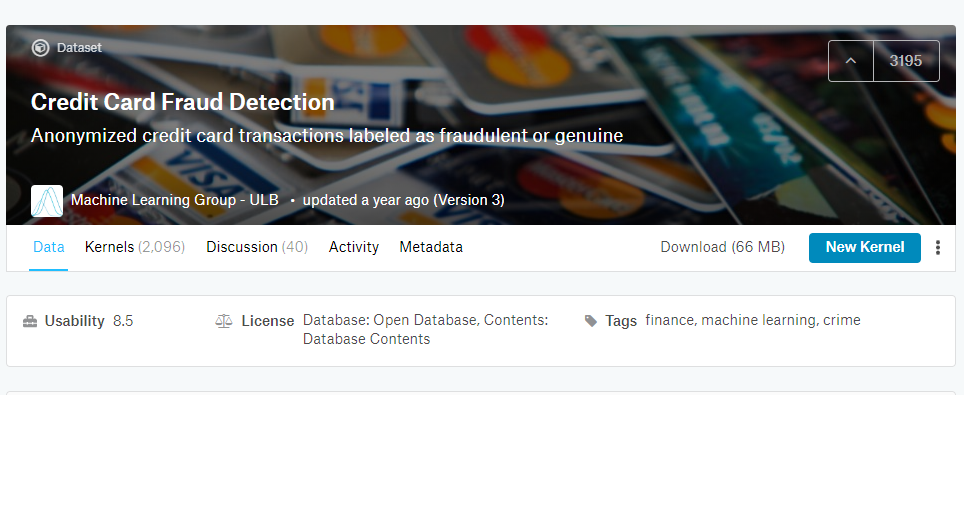 Dataset
3195
Credit Card Fraud Detection
Anonymized credit card transactions labeled as fraudulent or genuine
VISA
Machine Learning Group - ULB • updated a year ago (Version 3)
Data Kernels (2,096) Discussion (40) Activity Metadata Download (66 MB) New Kernel
Usability 8.5 License Database: Open Database, Contents: Tags finance, machine learning, crime
Database Contents